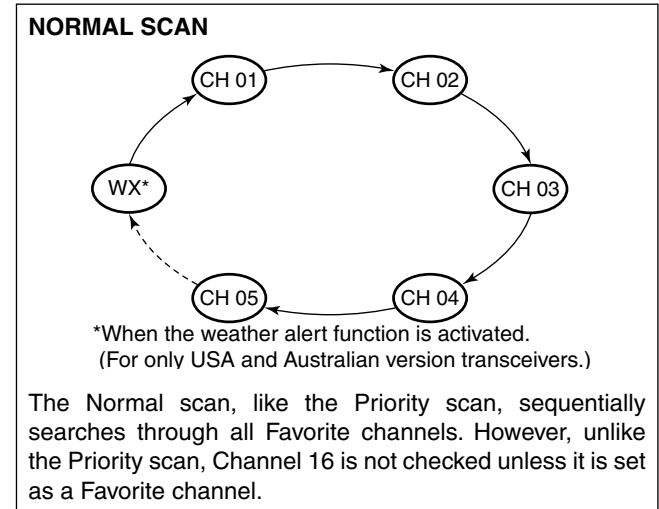 NORMAL SCAN
CH 01
CH 02
WX*
CH 03
CH 05
CH 04
*When the weather alert function is activated.
(For only USA and Australian version transceivers.)
The Normal scan, like the Priority scan, sequentially
searches through all Favorite channels. However, unlike
the Priority scan, Channel 16 is not checked unless it is set
as a Favorite channel.